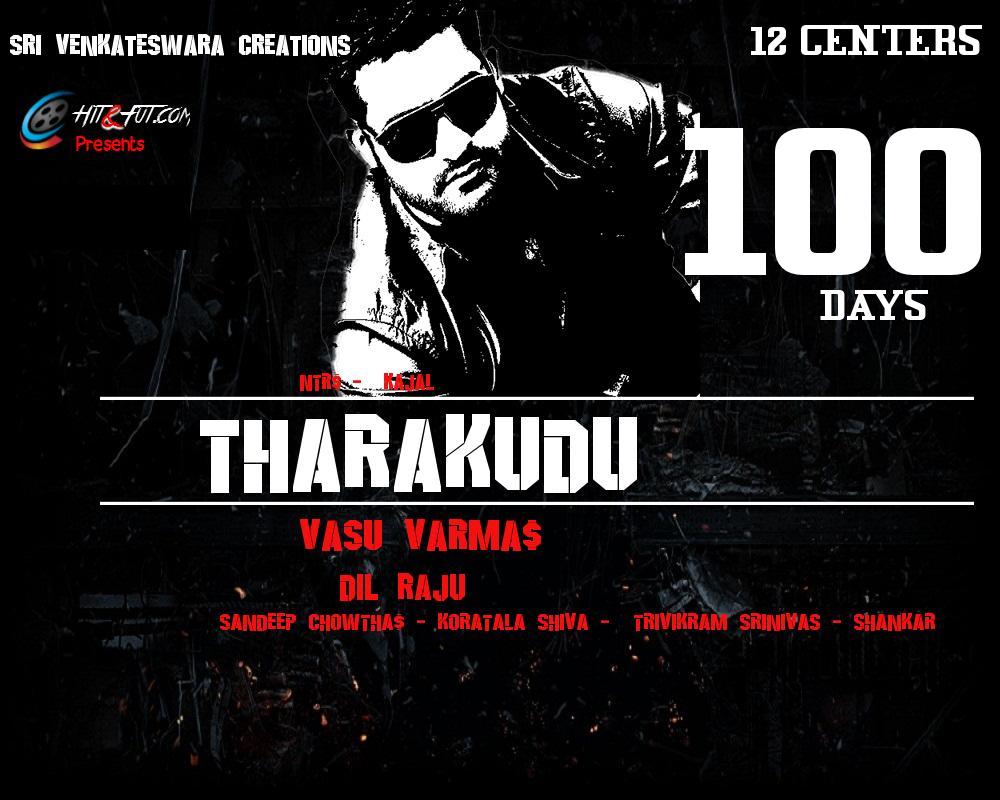 SRI VENKATESWARA CREATIONS
12 CENTERS
HIT&FUT.COM
Presents
100
DAYS
NTR$ - KAJAL
THARAKUDU
VASU VARMA$
DIL RAJU
SANDEEP CHOWTHA$ - KORATALA SHIVA - TRIVIKRAM SRINIVAS - SHANKAR